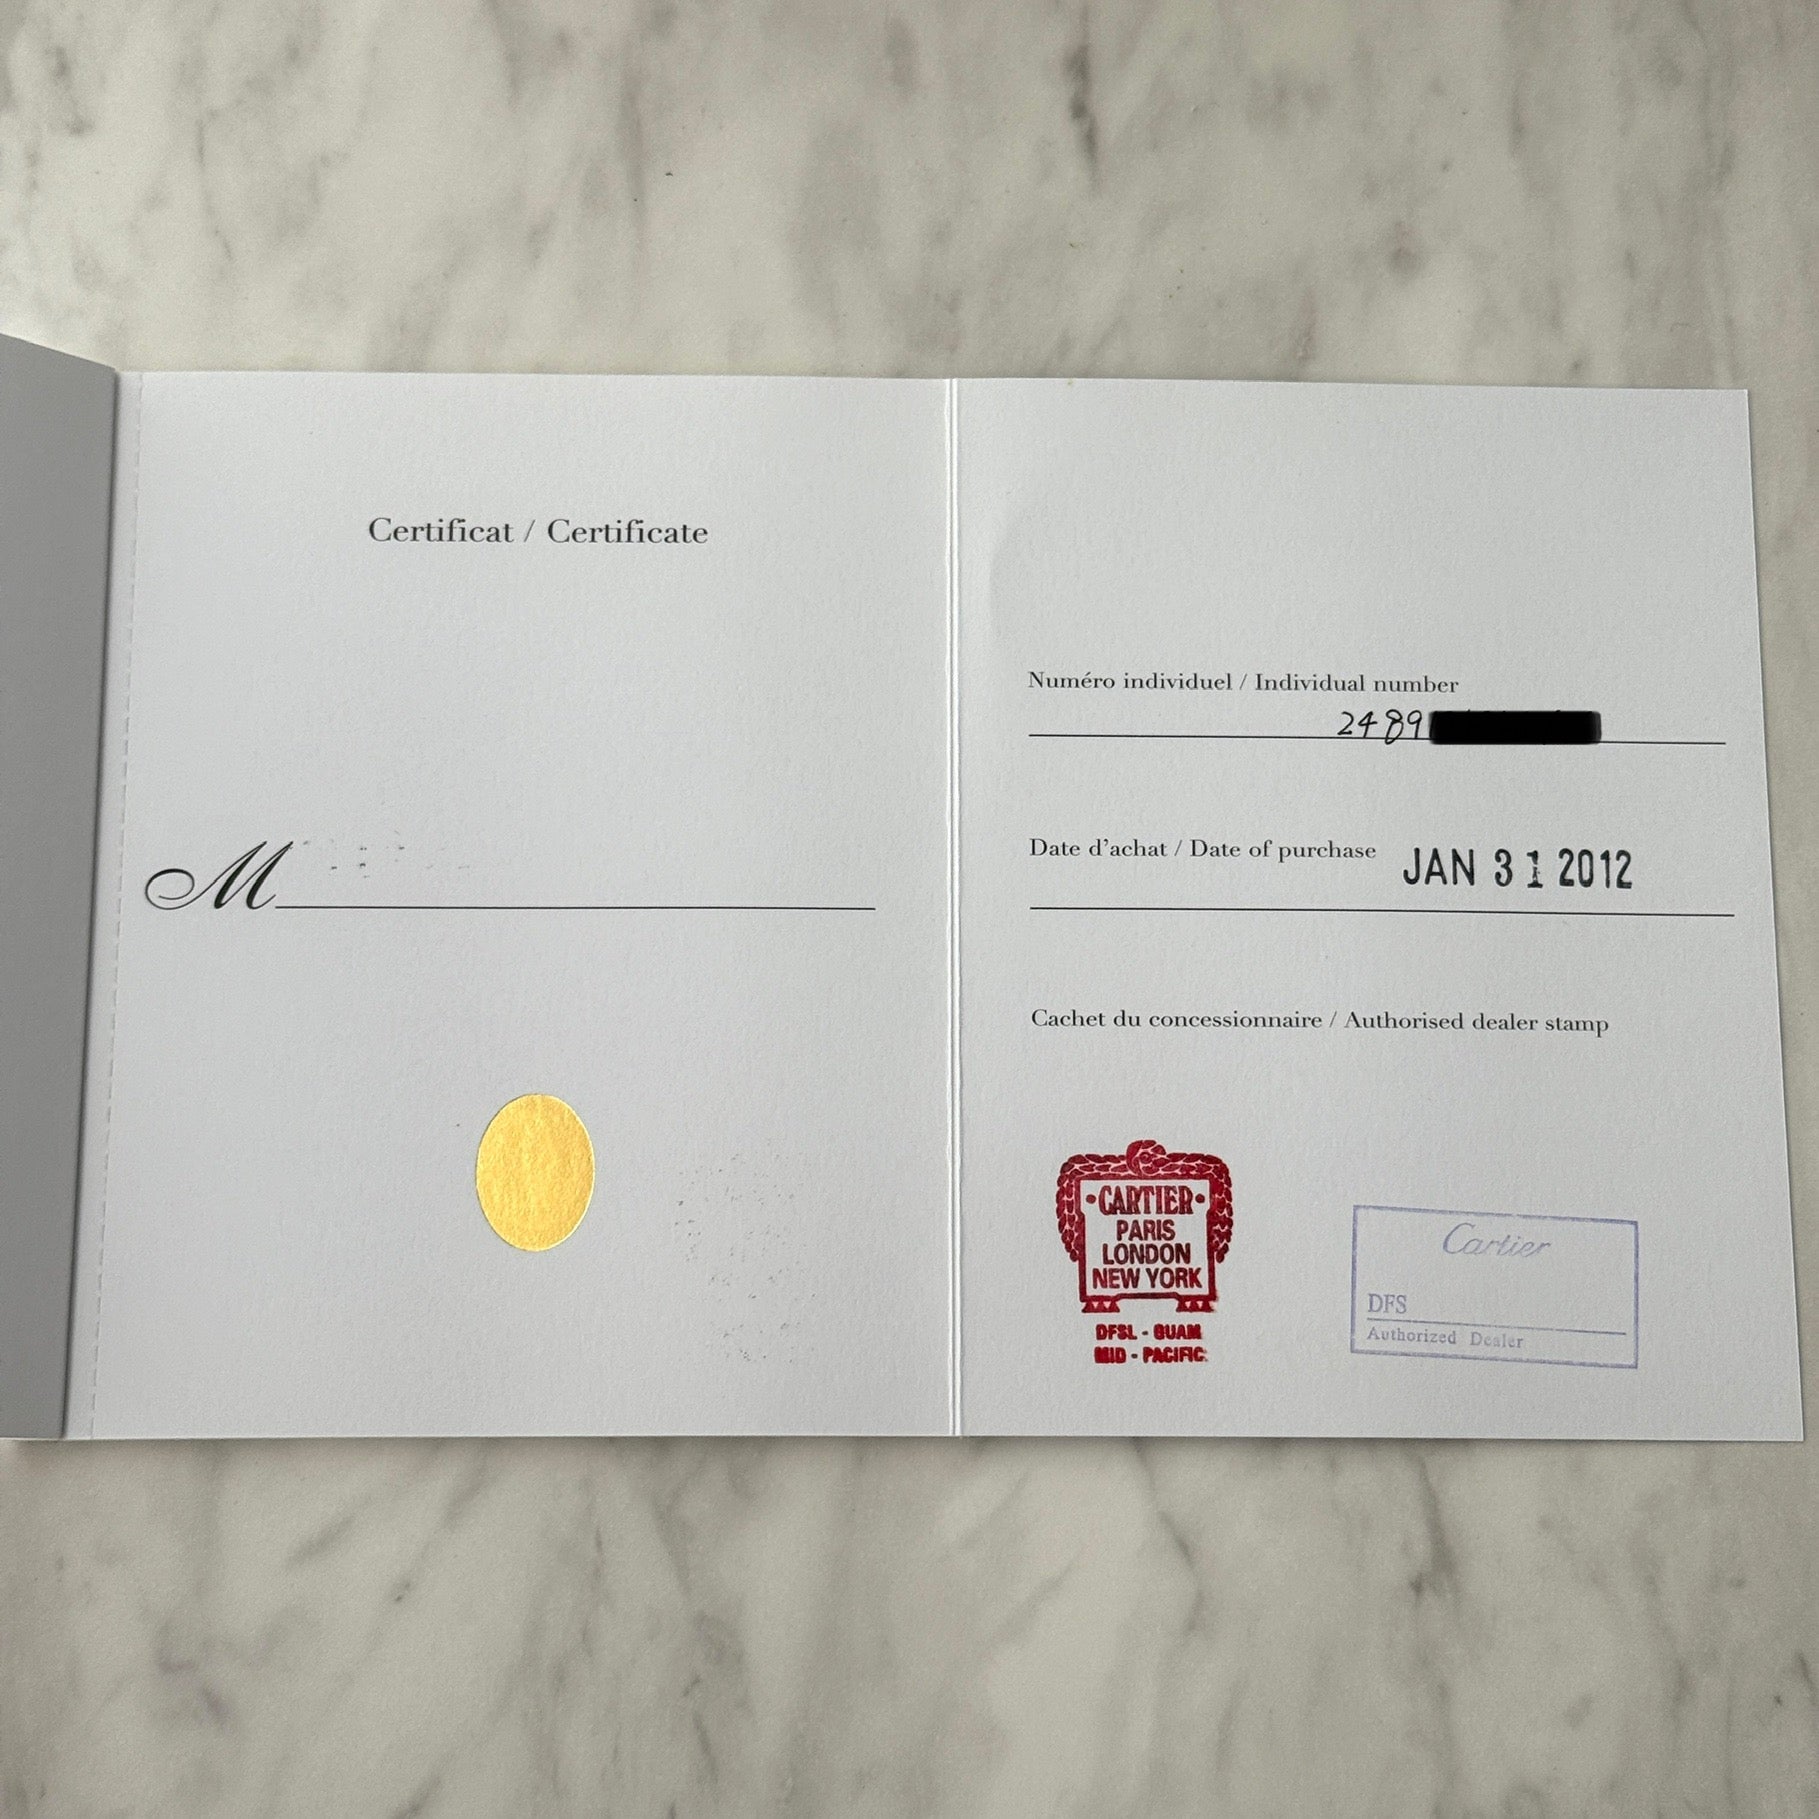 Certificat / Certificate
M
Numéro individuel / Individual number
2489
Date d'achat / Date of purchase
JAN 31 2012
Cachet du concessionnaire / Authorised dealer stamp
·CARTIER·
PARIS
LONDON
NEW YORK
DFSL - GUAM
MID - PACIFIC
Cartier
DFS
Authorized Dealer